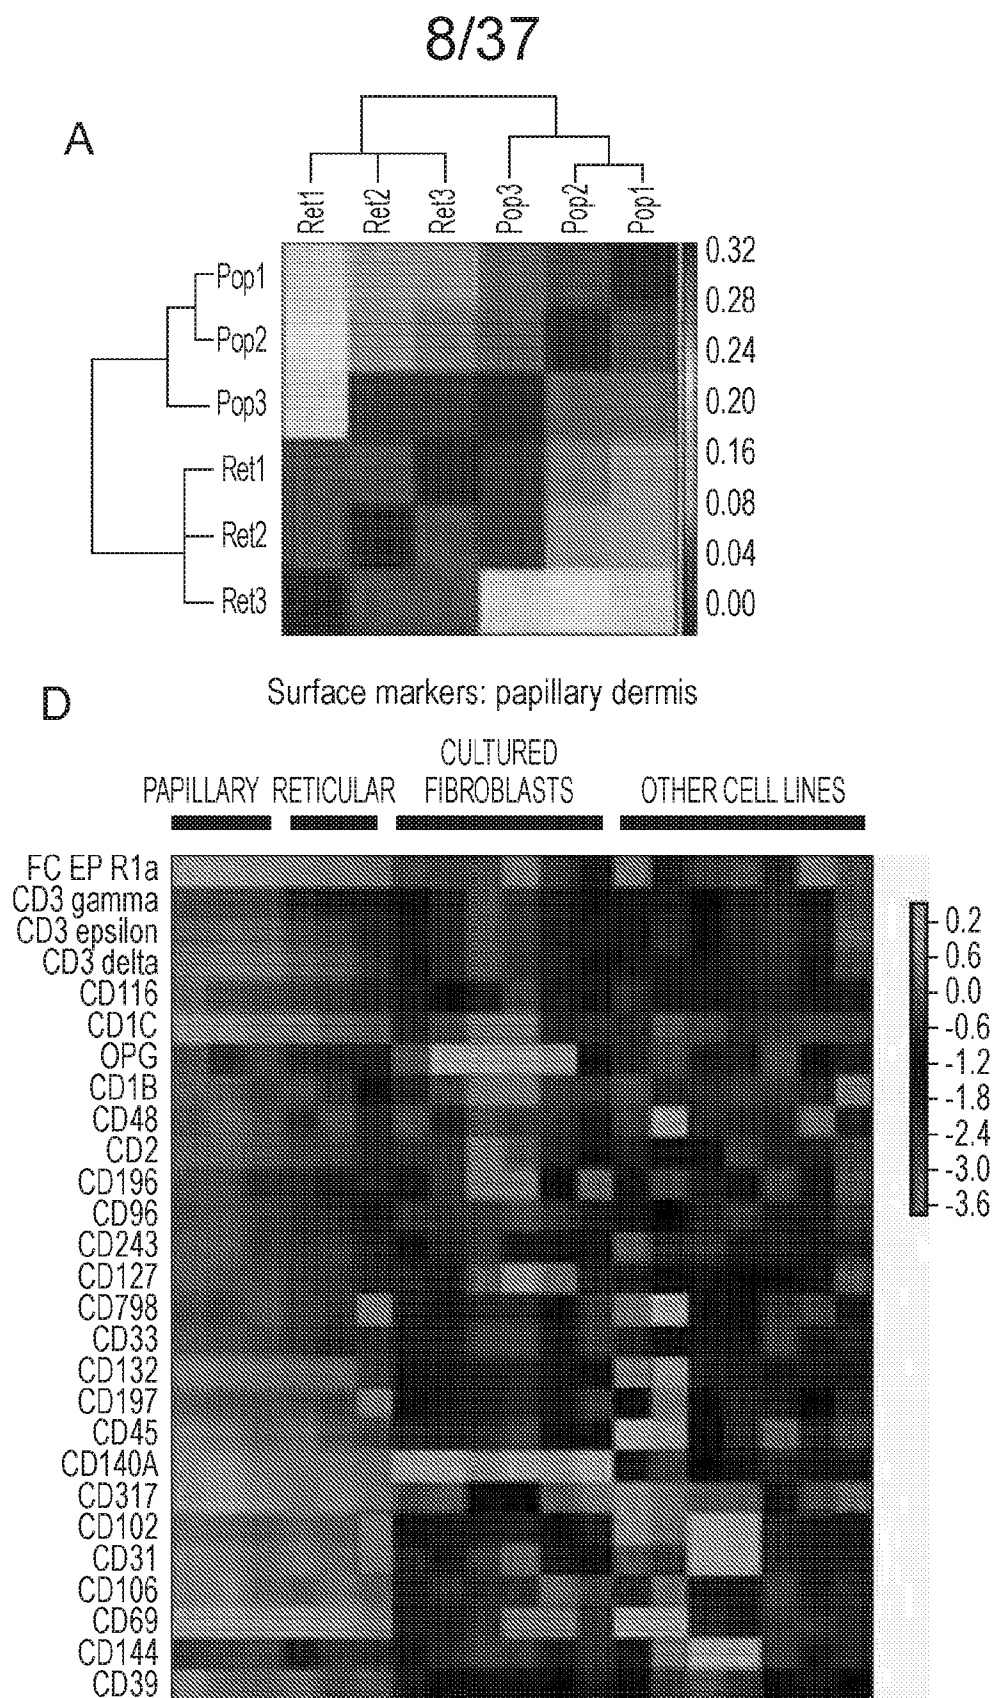 8/37
A
Ret1 Ret2 Ret3 Pop3 Pop2 Pop1
Pop1
Pop2
Pop3
Ret1
Ret2
Ret3
0.32
0.28
0.24
0.20
0.16
0.08
0.04
0.00
D
Surface markers: papillary dermis
PAPILLARY RETICULAR CULTURED FIBROBLASTS OTHER CELL LINES
FC EP R1a
CD3 gamma
CD3 epsilon
CD3 delta
CD116
CD1C
OPG
CD1B
CD48
CD2
CD196
CD96
CD243
CD127
CD798
CD33
CD132
CD197
CD45
CD140A
CD317
CD102
CD31
CD106
CD69
CD144
CD39
0.2
0.6
0.0
-0.6
-1.2
-1.8
-2.4
-3.0
-3.6